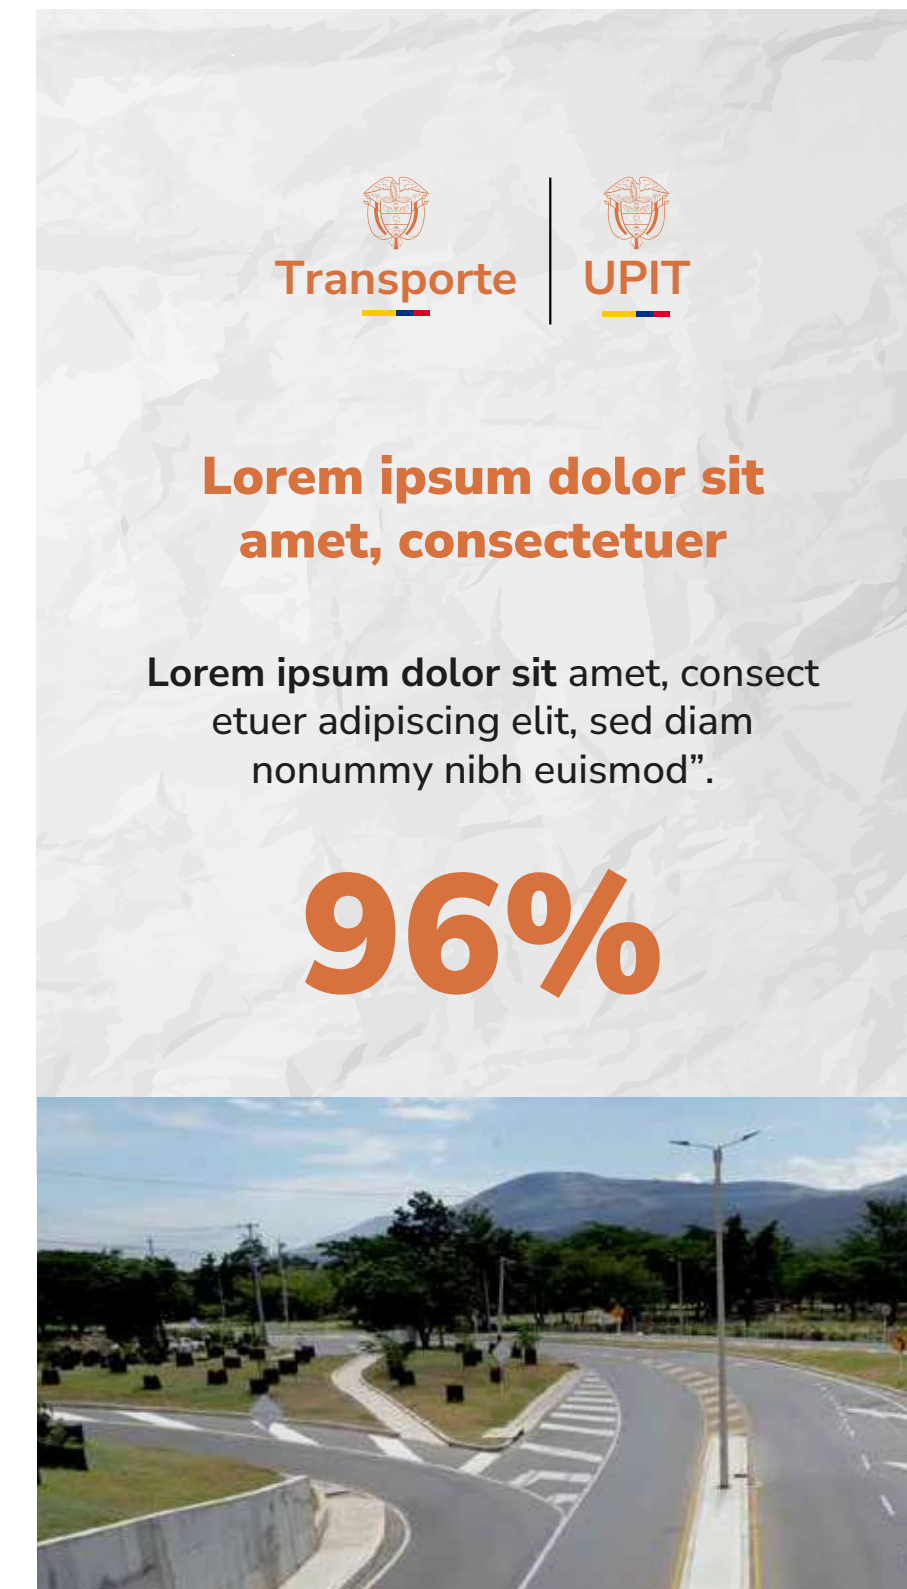 Transporte
UPIT
Lorem ipsum dolor sit
amet, consectetuer
Lorem ipsum dolor sit amet, consect
etuer adipiscing elit, sed diam
nonummy nibh euismod”.
96%